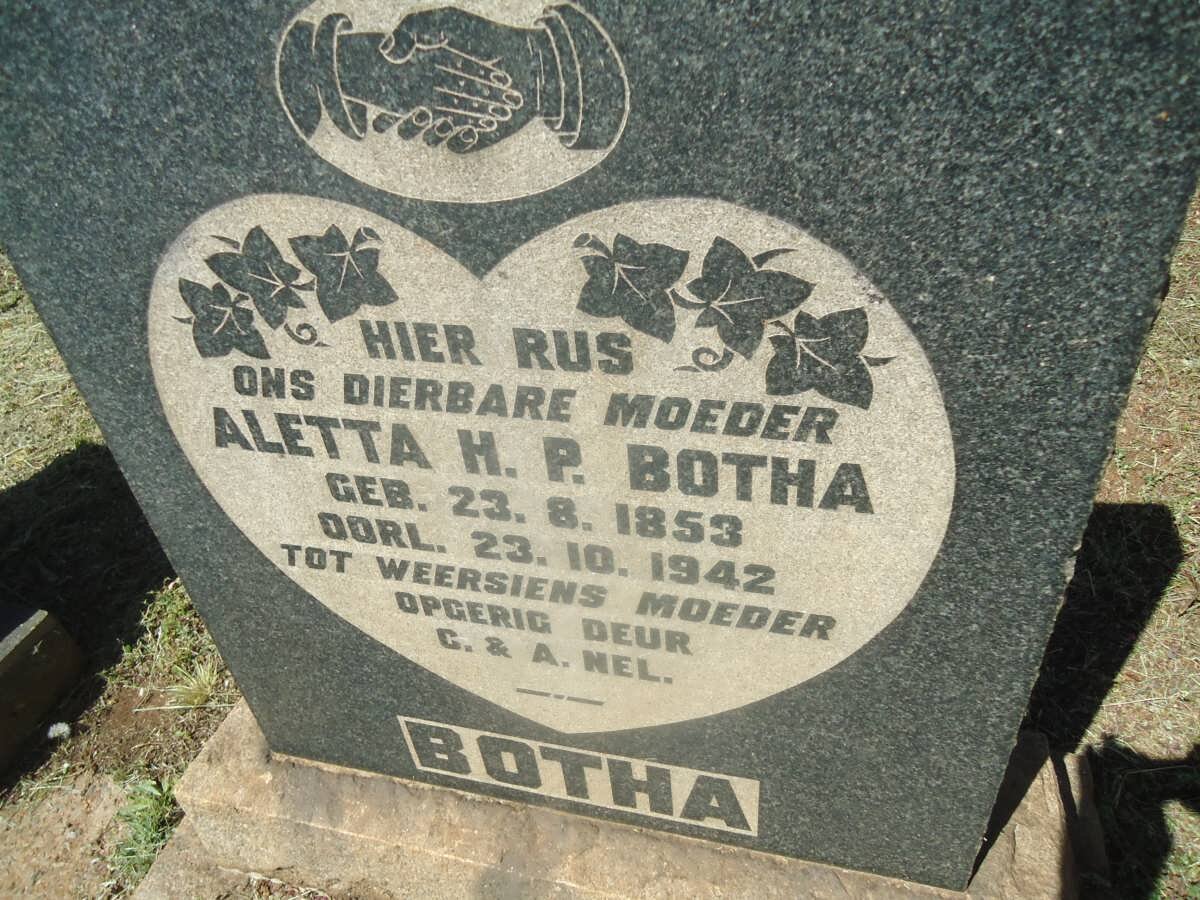 HIER RUS
ONS DIERBARE MOEDER
ALETTA H. P. BOTHA
GEB. 23. 8. 1853
OORL. 23. 10. 1942
TOT WEERSIENS MOEDER
OPGERIG DEUR
C. & A. NEL.
BOTHA